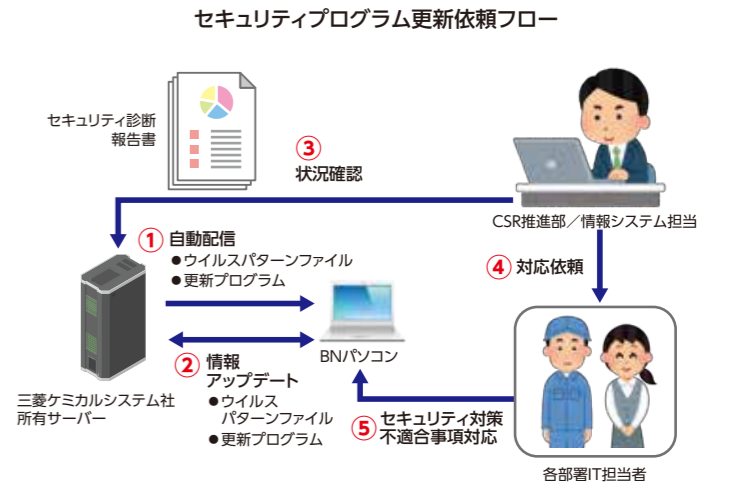 セキュリティプログラム更新依頼フロー
セキュリティ診断
報告書
③
状況確認
CSR推進部／情報システム担当
① 自動配信
●ウイルスパターンファイル
●更新プログラム
④ 対応依頼
BNパソコン
② 情報
アップデート
●ウイルス
パターンファイル
●更新プログラム
三菱ケミカルシステム社
所有サーバー
⑤ セキュリティ対策
不適合事項対応
各部署IT担当者